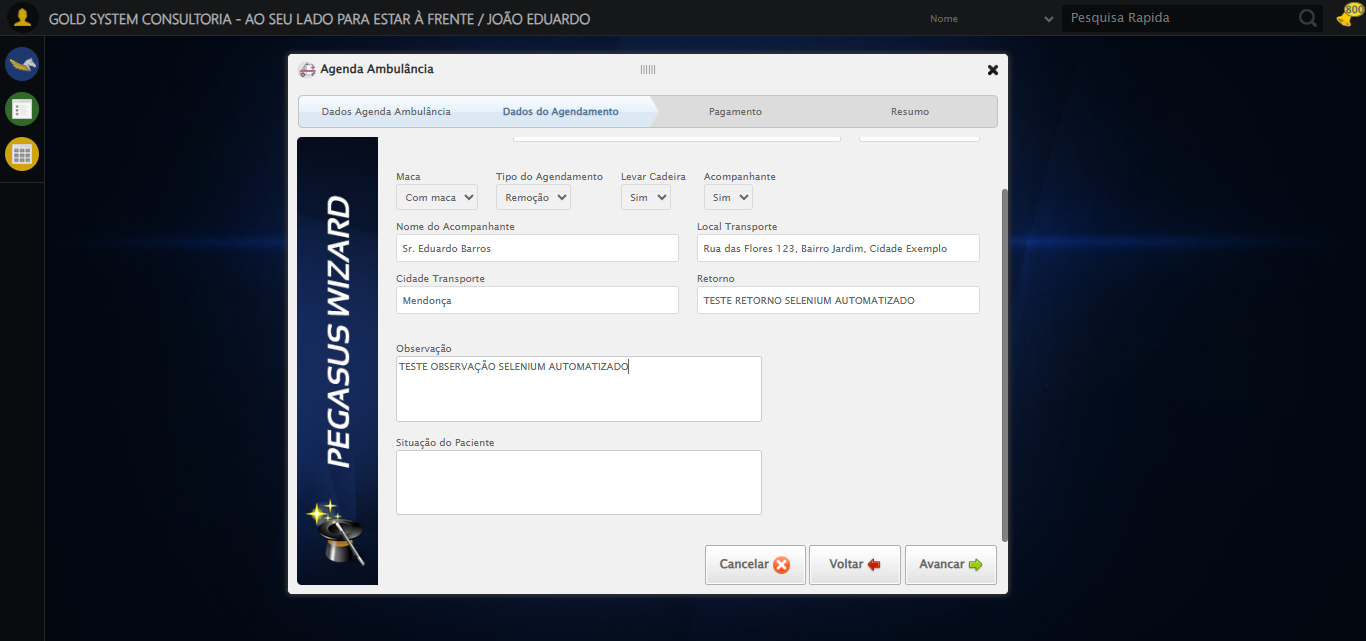 GOLD SYSTEM CONSULTORIA - AO SEU LADO PARA ESTAR À FRENTE / JOÃO EDUARDO
Nome
Pesquisa Rapida
800
Agenda Ambulância
Dados Agenda Ambulância
Dados do Agendamento
Pagamento
Resumo
PEGASUS WIZARD
Maca
Tipo do Agendamento
Levar Cadeira
Acompanhante
Com maca
Remoção
Sim
Sim
Nome do Acompanhante
Local Transporte
Sr. Eduardo Barros
Rua das Flores 123, Bairro Jardim, Cidade Exemplo
Cidade Transporte
Retorno
Mendonça
TESTE RETORNO SELENIUM AUTOMATIZADO
Observação
TESTE OBSERVAÇÃO SELENIUM AUTOMATIZADO
Situação do Paciente
Cancelar
Voltar
Avancar